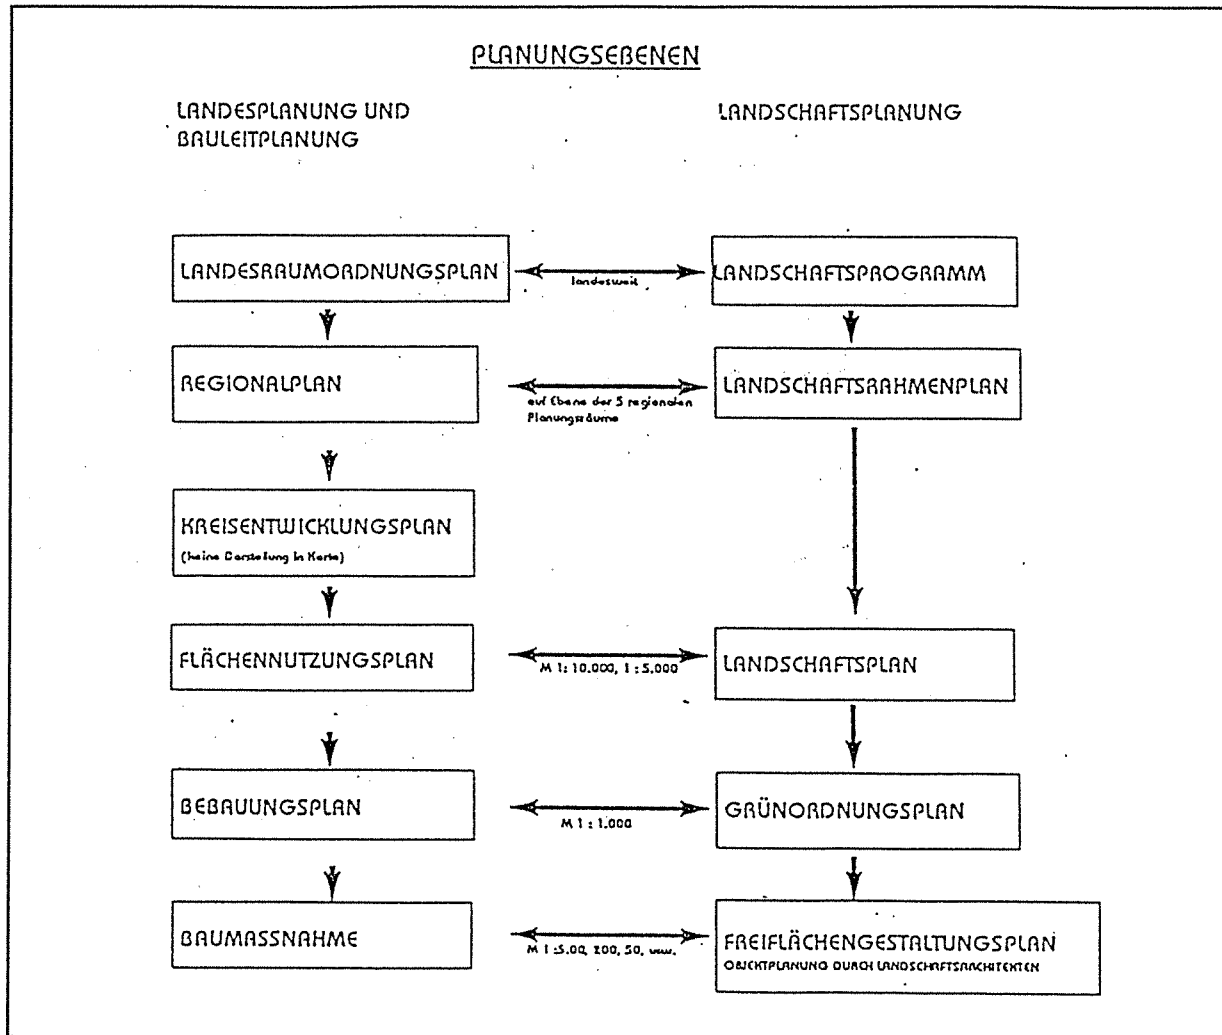 PLANUNGSEBENEN
LANDESPLANUNG UND
BAULEITPLANUNG
LANDSCHAFTSPLANUNG
LANDESRAUMORDNUNGSPLAN
landesweit
LANDSCHAFTSPROGRAMM
REGIONALPLAN
auf Ebene der 5 regionalen
Planungsräume
LANDSCHAFTSRAHMENPLAN
KREISENTWICKLUNGSPLAN
(keine Darstellung in Karte)
FLÄCHENNUTZUNGSPLAN
M 1: 10.000, 1 : 5.000
LANDSCHAFTSPLAN
BEBAUUNGSPLAN
M 1 : 1.000
GRÜNORDNUNGSPLAN
BAUMASSNAHME
M 1 :5.00, 200, 50, usw.
FREIFLÄCHENGESTALTUNGSPLAN
OBJEKTPLANUNG DURCH LANDSCHAFTSARCHITEKTEN